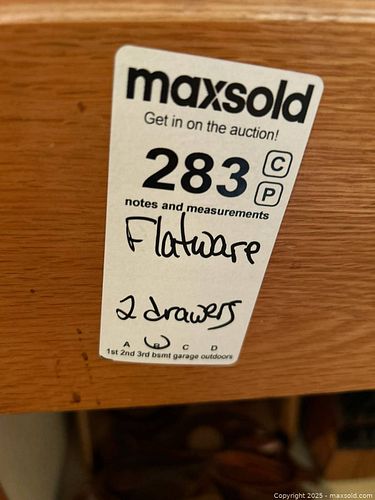 maxsold
Get in on the auction!
283 C
P
notes and measurements
Flatware
2 drawers
A B C D
1st 2nd 3rd bsmt garage outdoors
Copyright 2025 - maxsold.com